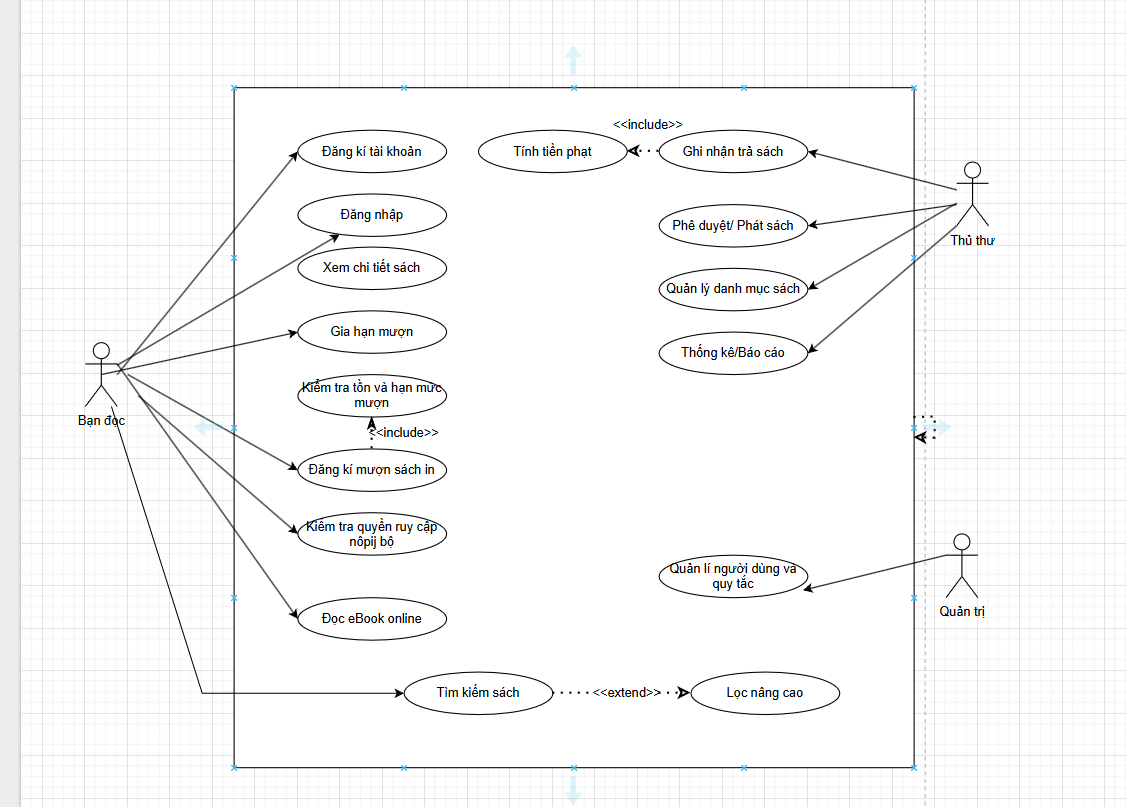 <<include>>
Đăng kí tài khoản
Tính tiền phạt
Ghi nhận trả sách
Đăng nhập
Phê duyệt/ Phát sách
Thủ thư
Xem chi tiết sách
Quản lý danh mục sách
Gia hạn mượn
Thống kê/Báo cáo
Kiểm tra tồn và hạn mức
mượn
Bạn đọc
<<include>>
Đăng kí mượn sách in
Kiểm tra quyền ruy cập
nôpij bộ
Quản lí người dùng và
quy tắc
Quản trị
Đọc eBook online
Tìm kiếm sách
<<extend>>
Lọc nâng cao